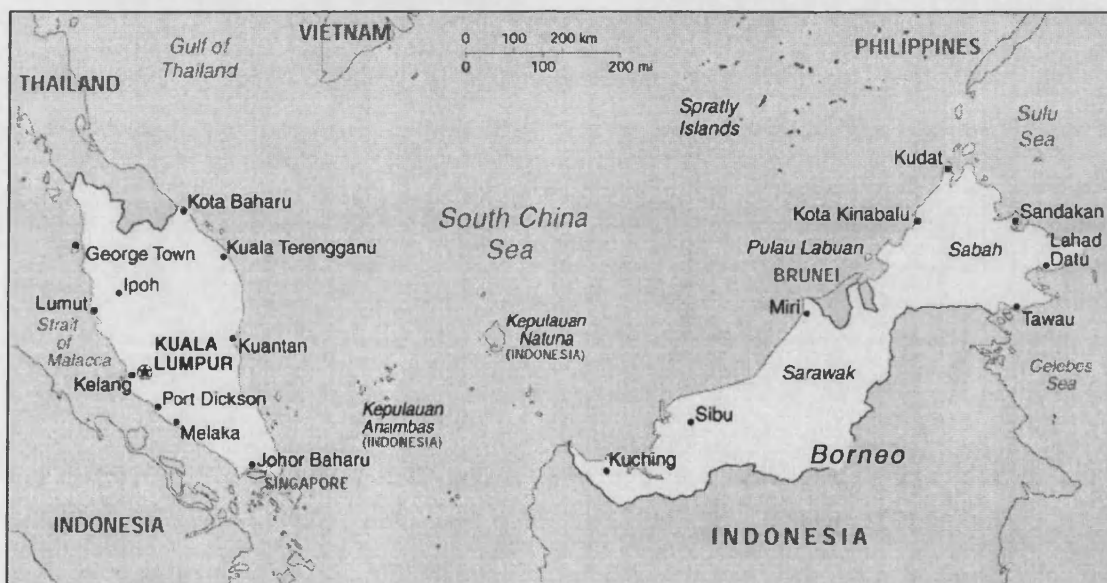 VIETNAM
Gulf of
Thailand
THAILAND
0 100 200 km
0 100 200 mi
PHILIPPINES
Spratly
Islands
Sulu
Sea
Kudat
Kota Baharu
South China
Sea
Kota Kinabalu
Sandakan
George Town
Kuala Terengganu
Pulau Labuan
Sabah
Lahad
Datu
BRUNEI
Ipoh
Lumut
Miri
Tawau
Strait
of
Malacca
KUALA
LUMPUR
Kuantan
Kepulauan
Natuna
(INDONESIA)
Celebes
Sea
Kelang
Sarawak
Port Dickson
Melaka
Kepulauan
Anambas
(INDONESIA)
Sibu
Johor Baharu
SINGAPORE
Kuching
Borneo
INDONESIA
INDONESIA